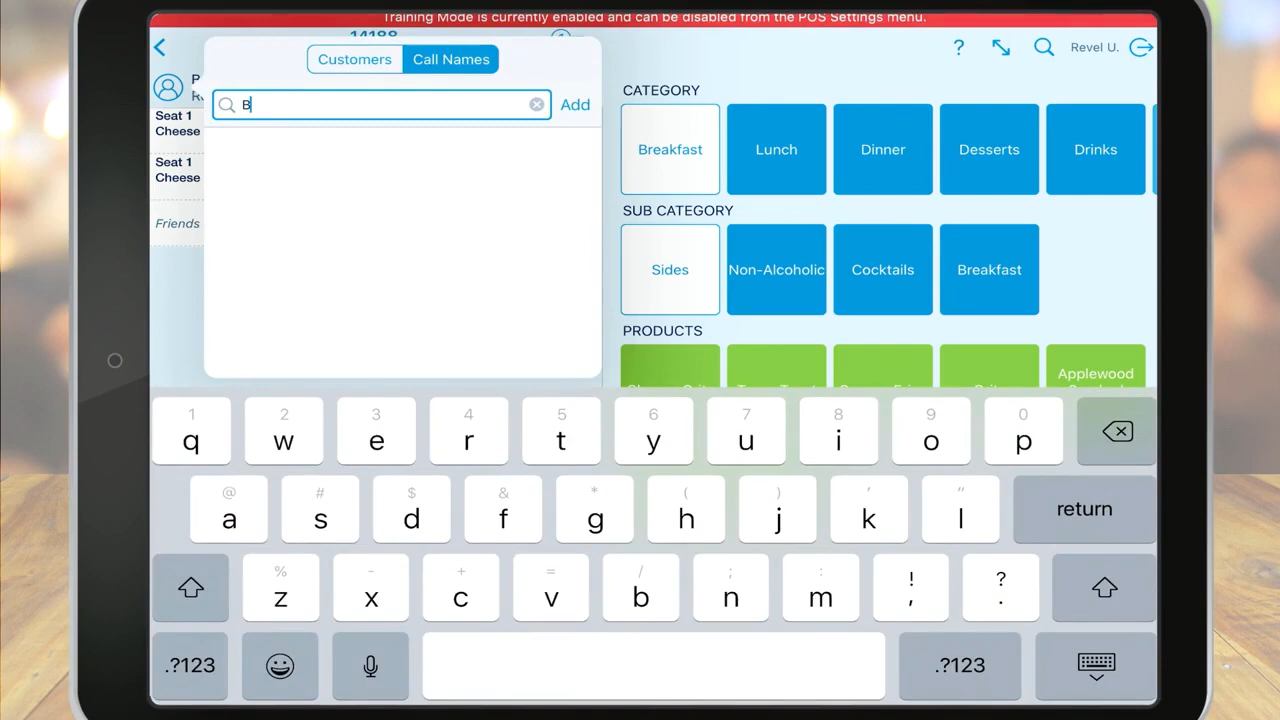 Training Mode is currently enabled and can be disabled from the POS Settings menu.
14188
Customers
Call Names
B
Add
Seat 1
Cheese
Seat 1
Cheese
Friends
?
Revel U.
CATEGORY
Breakfast
Lunch
Dinner
Desserts
Drinks
SUB CATEGORY
Sides
Non-Alcoholic
Cocktails
Breakfast
PRODUCTS
Applewood
1 2 3 4 5 6 7 8 9 0
q w e r t y u i o p
@ # $ & * ( ) ' "
a s d f g h j k l return
% - + = / ; : ! ?
z x c v b n m , .
.?123 .?123